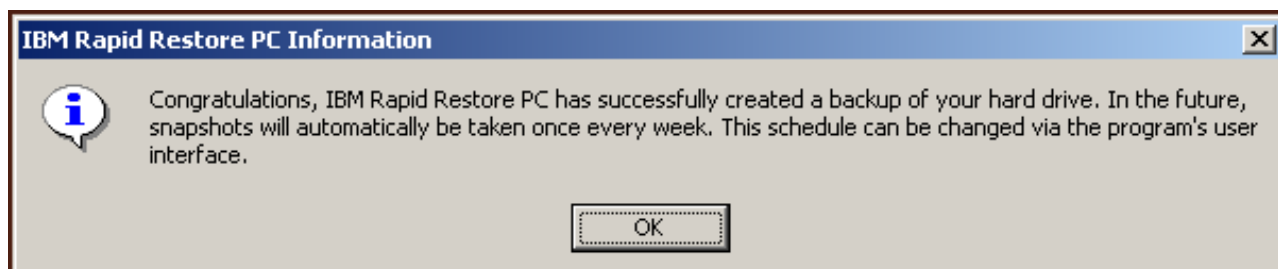 IBM Rapid Restore PC Information
Congratulations, IBM Rapid Restore PC has successfully created a backup of your hard drive. In the future,
snapshots will automatically be taken once every week. This schedule can be changed via the program's user
interface.
OK